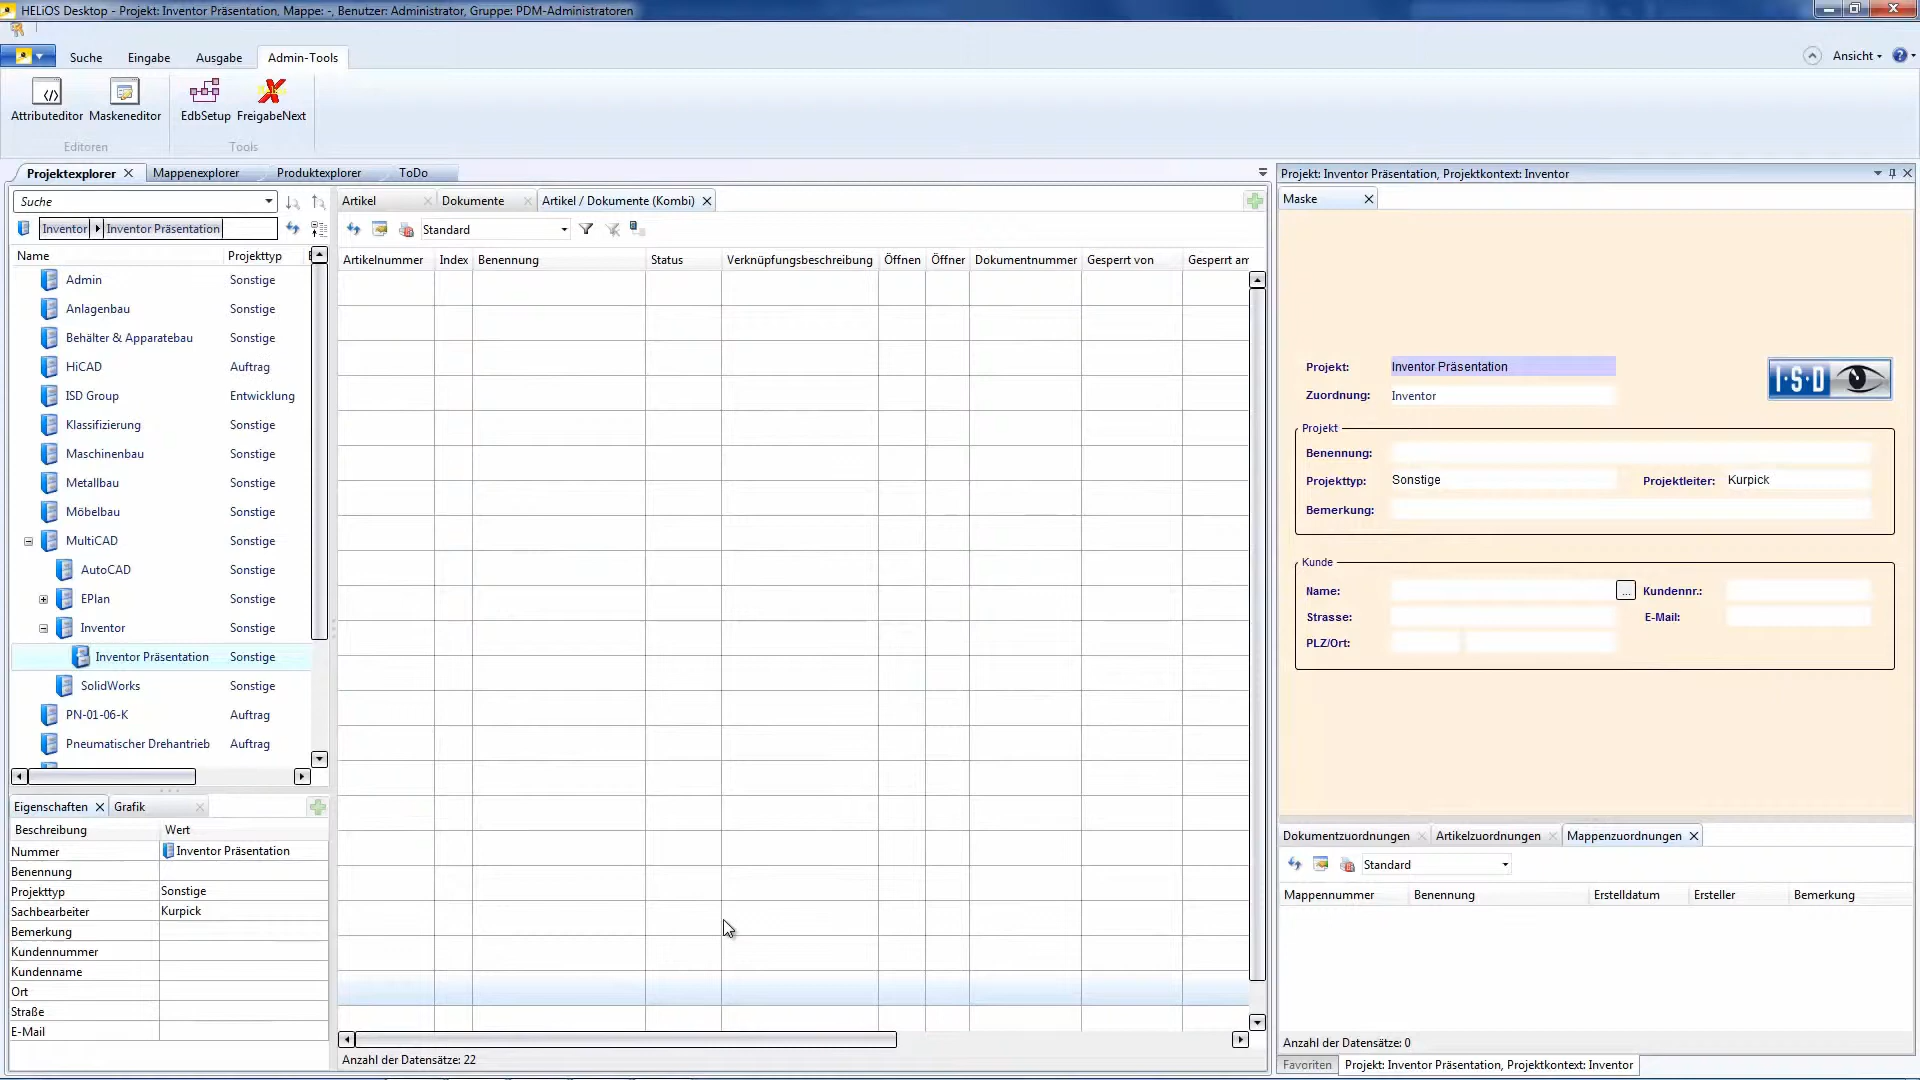 HELiOS Desktop - Projekt: Inventor Präsentation, Mappe: -, Benutzer: Administrator, Gruppe: PDM-Administratoren
Suche Eingabe Ausgabe Admin-Tools Ansicht
Attributeditor Maskeneditor EdbSetup FreigabeNext
Editoren Tools
Projektexplorer Mappenexplorer Produktexplorer ToDo
Suche
Inventor Inventor Präsentation
Name Projekttyp
Admin Sonstige
Anlagenbau Sonstige
Behälter & Apparatebau Sonstige
HiCAD Auftrag
ISD Group Entwicklung
Klassifizierung Sonstige
Maschinenbau Sonstige
Metallbau Sonstige
Möbelbau Sonstige
MultiCAD Sonstige
AutoCAD Sonstige
EPlan Sonstige
Inventor Sonstige
Inventor Präsentation Sonstige
SolidWorks Sonstige
PN-01-06-K Auftrag
Pneumatischer Drehantrieb Auftrag
Eigenschaften Grafik
Beschreibung Wert
Nummer Inventor Präsentation
Benennung
Projekttyp Sonstige
Sachbearbeiter Kurpick
Bemerkung
Kundennummer
Kundenname
Ort
Straße
E-Mail
Artikel Dokumente Artikel / Dokumente (Kombi)
Standard
Artikelnummer Index Benennung Status Verknüpfungsbeschreibung Öffnen Öffner Dokumentnummer Gesperrt von Gesperrt am
Anzahl der Datensätze: 22
Projekt: Inventor Präsentation, Projektkontext: Inventor
Maske
Projekt: Inventor Präsentation
I·S·D
Zuordnung: Inventor
Projekt
Benennung:
Projekttyp: Sonstige Projektleiter: Kurpick
Bemerkung:
Kunde
Name: ... Kundennr.:
Strasse: E-Mail:
PLZ/Ort:
Dokumentzuordnungen Artikelzuordnungen Mappenzuordnungen
Standard
Mappennummer Benennung Erstelldatum Ersteller Bemerkung
Anzahl der Datensätze: 0
Favoriten Projekt: Inventor Präsentation, Projektkontext: Inventor